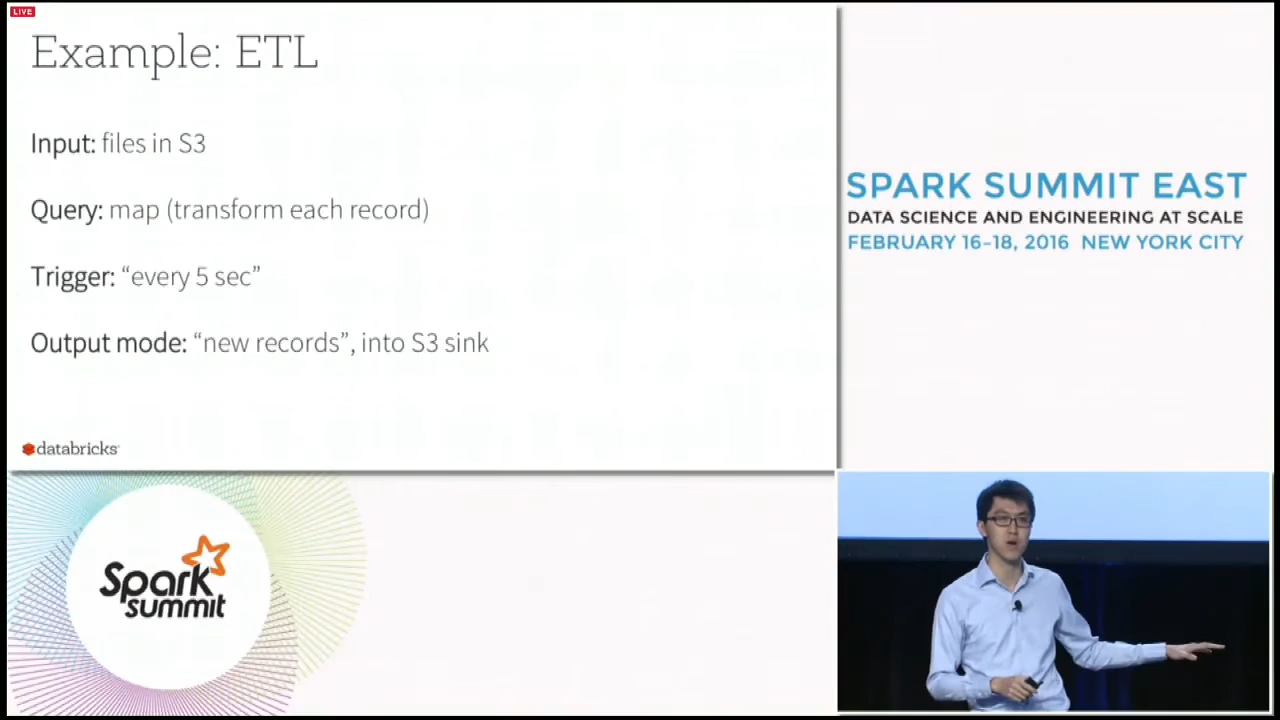 LIVE
Example: ETL
Input: files in S3
Query: map (transform each record)
Trigger: “every 5 sec”
Output mode: “new records”, into S3 sink
databricks
SPARK SUMMIT EAST
DATA SCIENCE AND ENGINEERING AT SCALE
FEBRUARY 16-18, 2016 NEW YORK CITY
Spark
summit